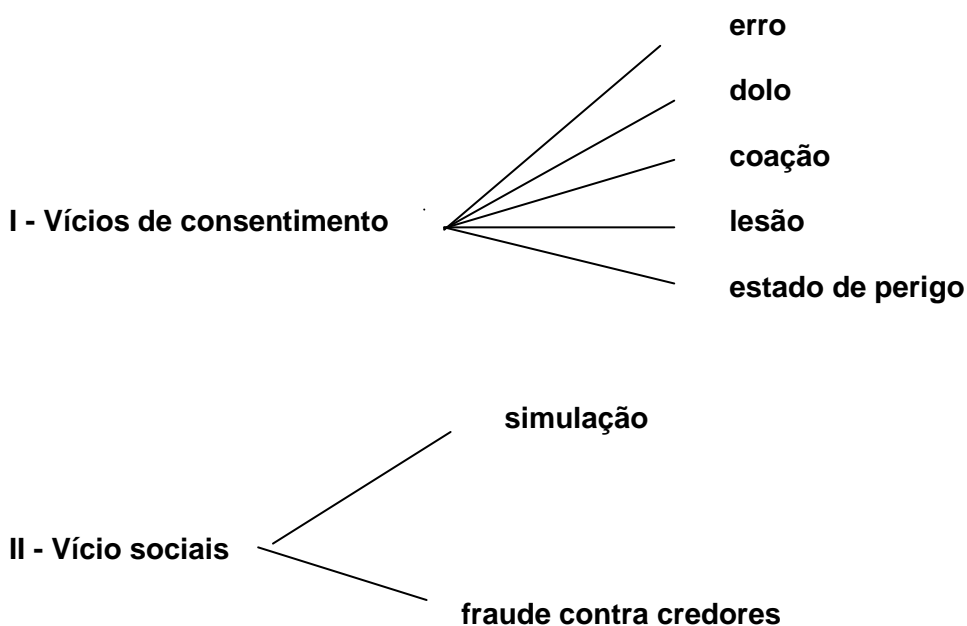 erro
dolo
coação
I - Vícios de consentimento
lesão
estado de perigo
simulação
II - Vício sociais
fraude contra credores